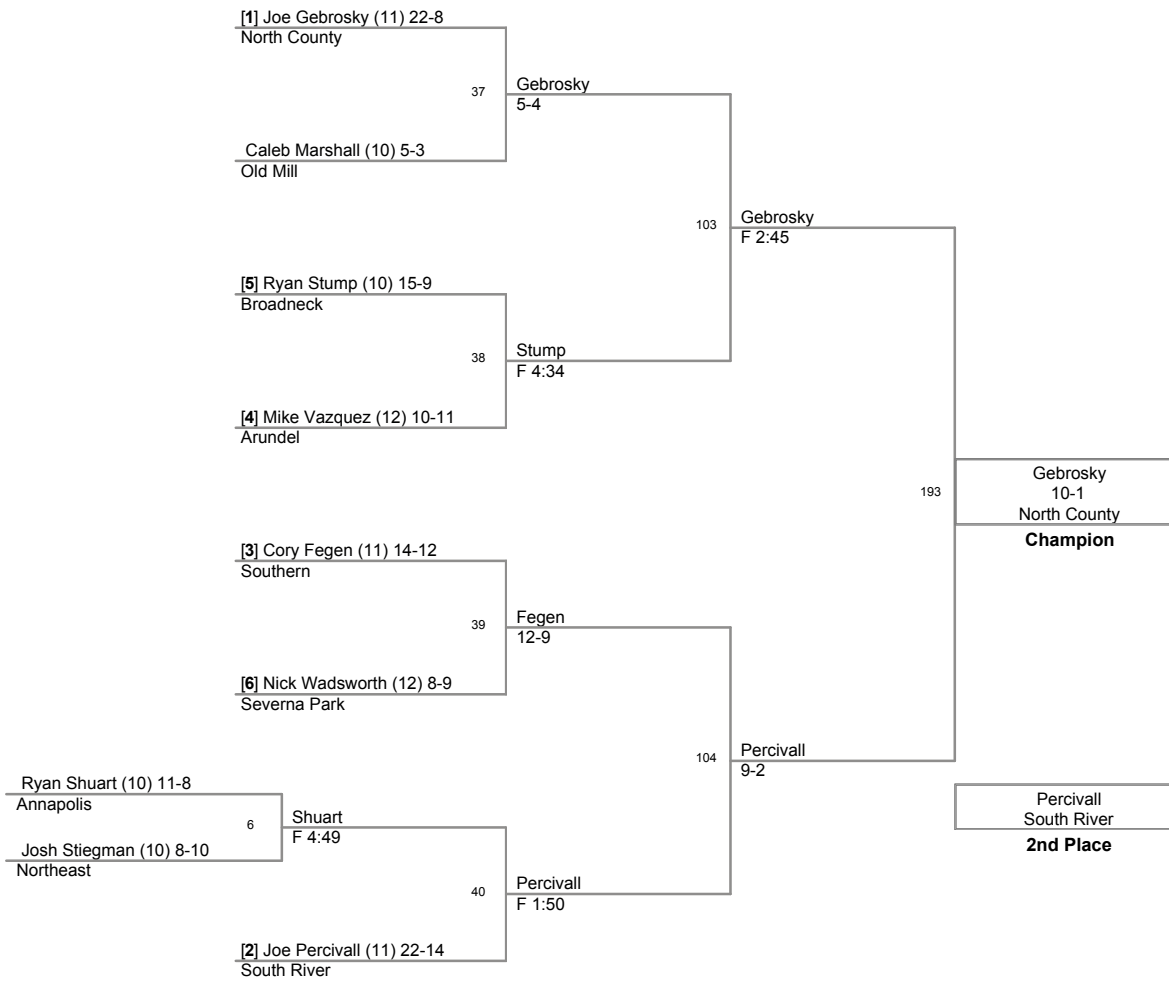 [1] Joe Gebrosky (11) 22-8
North County
37
Gebrosky
5-4
Caleb Marshall (10) 5-3
Old Mill
103
Gebrosky
F 2:45
[5] Ryan Stump (10) 15-9
Broadneck
38
Stump
F 4:34
[4] Mike Vazquez (12) 10-11
Arundel
193
Gebrosky
10-1
North County
Champion
[3] Cory Fegen (11) 14-12
Southern
39
Fegen
12-9
[6] Nick Wadsworth (12) 8-9
Severna Park
104
Percivall
9-2
Ryan Shuart (10) 11-8
Annapolis
6
Shuart
F 4:49
Josh Stiegman (10) 8-10
Northeast
40
Percivall
F 1:50
[2] Joe Percivall (11) 22-14
South River
Percivall
South River
2nd Place